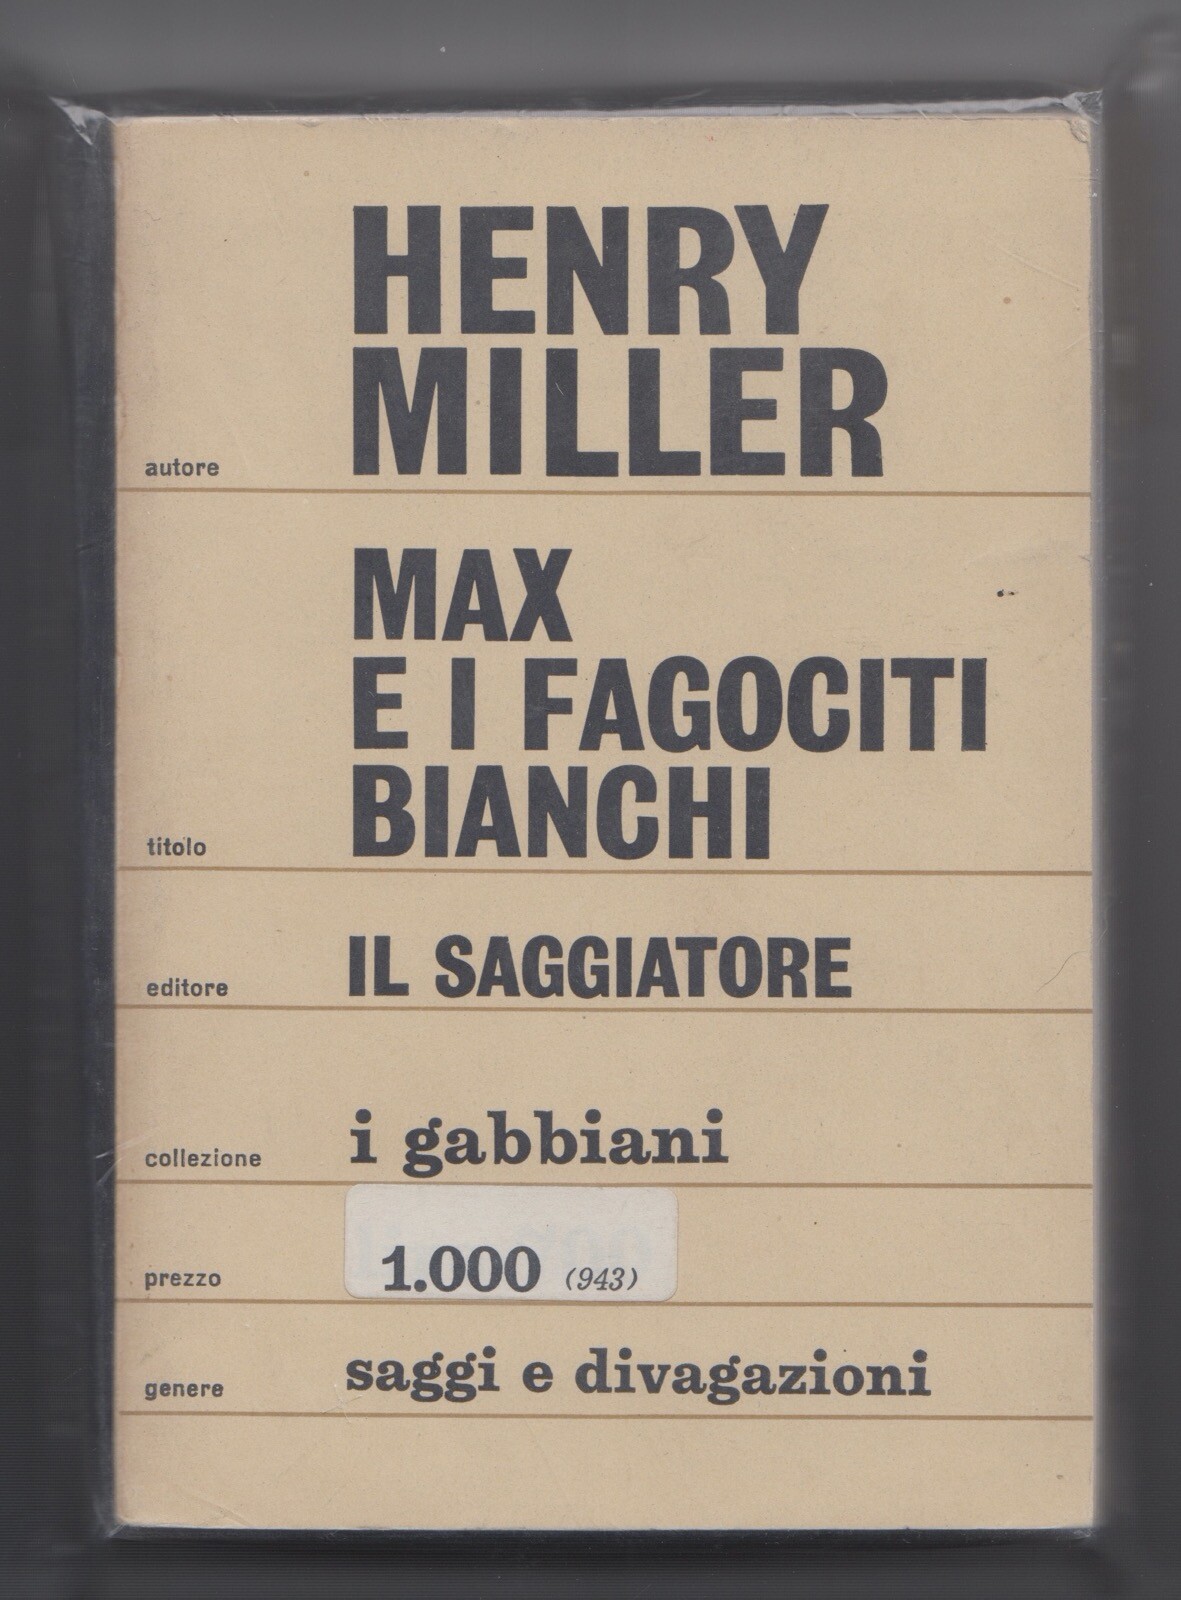 HENRY
MILLER
autore
MAX
E I FAGOCITI
BIANCHI
titolo
IL SAGGIATORE
editore
i gabbiani
collezione
1.000 (943)
prezzo
saggi e divagazioni
genere